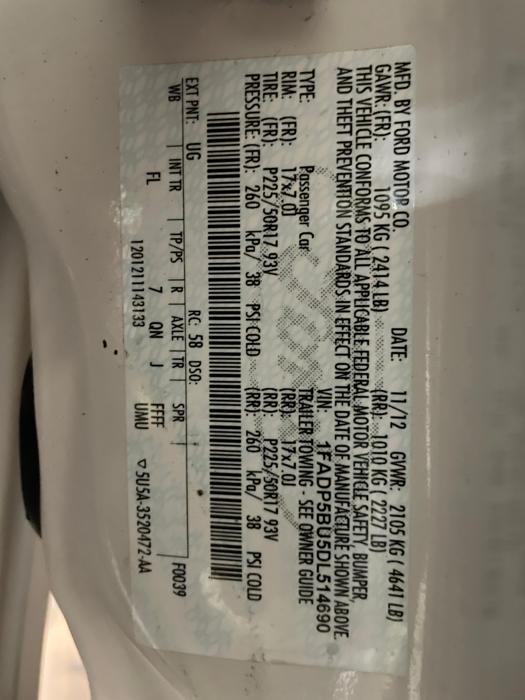 MFD. BY FORD MOTOR CO. DATE: 11/12 GVWR: 2105 KG ( 4641 LB)
GAWR: (FR): 1095 KG ( 2414 LB) (RR): 1010 KG ( 2227 LB)
THIS VEHICLE CONFORMS TO ALL APPLICABLE FEDERAL MOTOR VEHICLE SAFETY, BUMPER,
AND THEFT PREVENTION STANDARDS IN EFFECT ON THE DATE OF MANUFACTURE SHOWN ABOVE.
VIN: 1FADP5BU5DL514690
TYPE: Passenger Car TRAILER TOWING - SEE OWNER GUIDE
RIM: (FR): 17x7.0J (RR): 17x7.0J
TIRE: (FR): P225/50R17 93V (RR): P225/50R17 93V
PRESSURE: (FR): 260 kPa/ 38 PSI COLD (RR): 260 kPa/ 38 PSI COLD
EXT PNT: UG RC: 58 DSO: F0039
WB | INT TR | TP/PS | R | AXLE | TR | SPR
FL 7 QN J FFFF
1201211143133 UMU ▽5U5A-3520472-AA